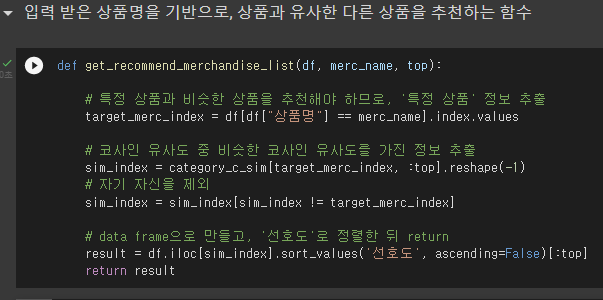 입력 받은 상품명을 기반으로, 상품과 유사한 다른 상품을 추천하는 함수
def get_recommend_merchandise_list(df, merc_name, top):
# 특정 상품과 비슷한 상품을 추천해야 하므로, '특정 상품' 정보 추출
target_merc_index = df[df["상품명"] == merc_name].index.values
# 코사인 유사도 중 비슷한 코사인 유사도를 가진 정보 추출
sim_index = category_c_sim[target_merc_index, :top].reshape(-1)
# 자기 자신을 제외
sim_index = sim_index[sim_index != target_merc_index]
# data frame으로 만들고, '선호도'로 정렬한 뒤 return
result = df.iloc[sim_index].sort_values('선호도', ascending=False)[:top]
return result